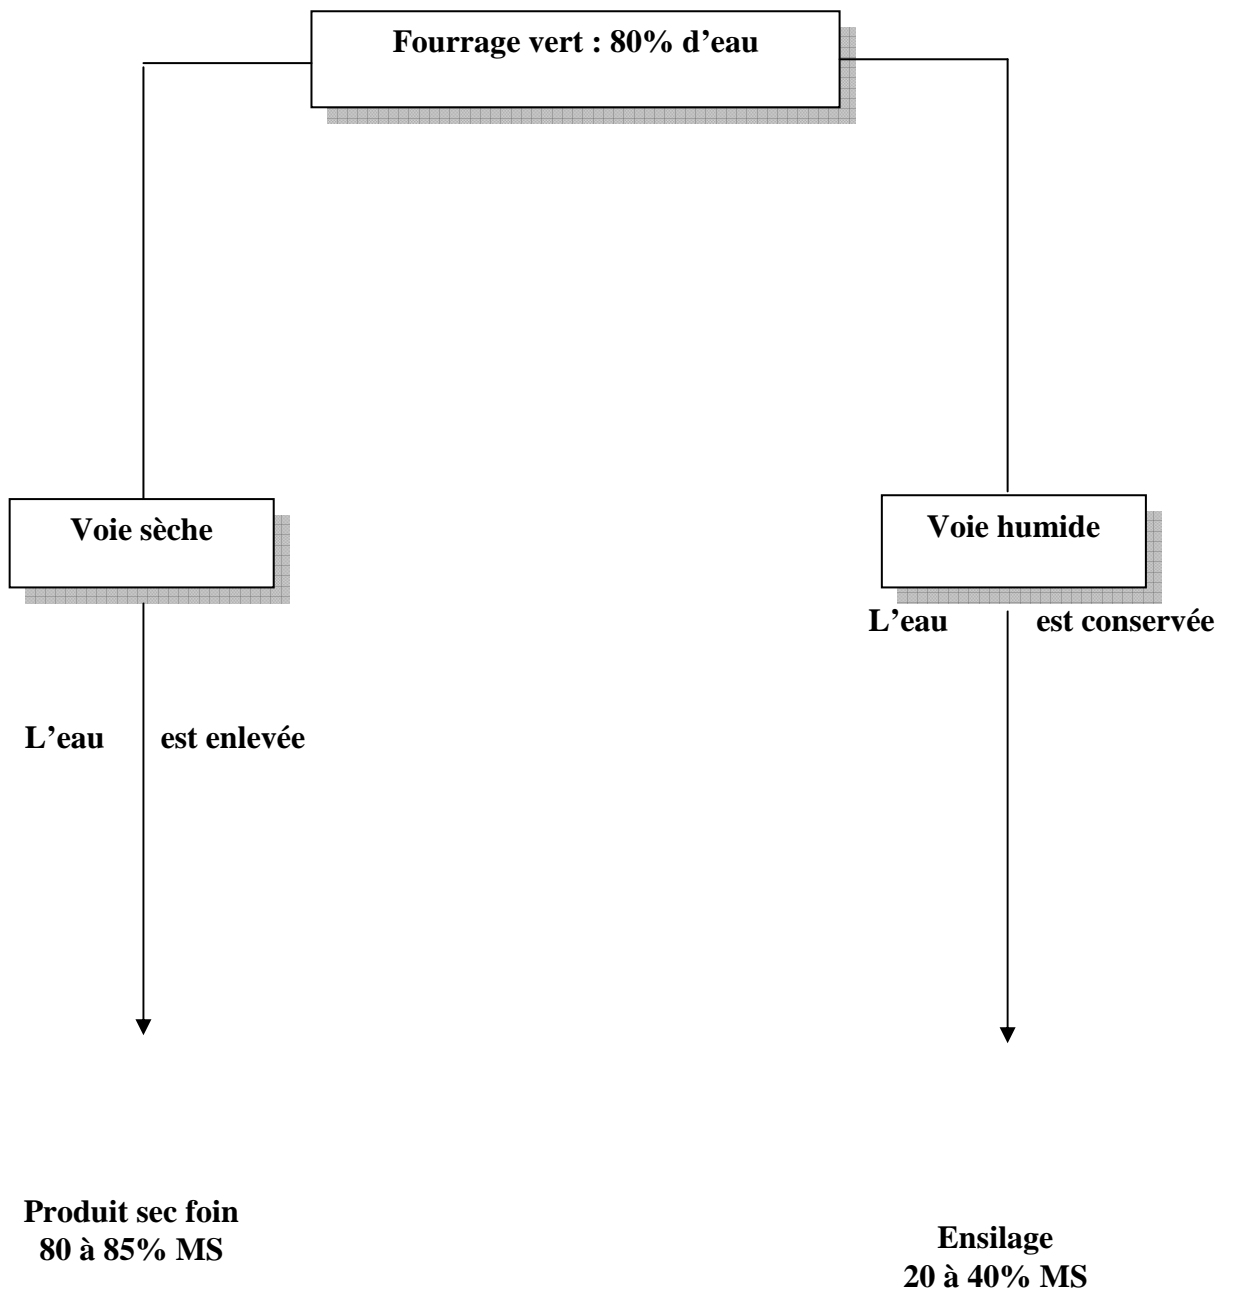 Fourrage vert : 80% d’eau
Voie sèche
Voie humide
L’eau est conservée
L’eau est enlevée
Produit sec foin
80 à 85% MS
Ensilage
20 à 40% MS